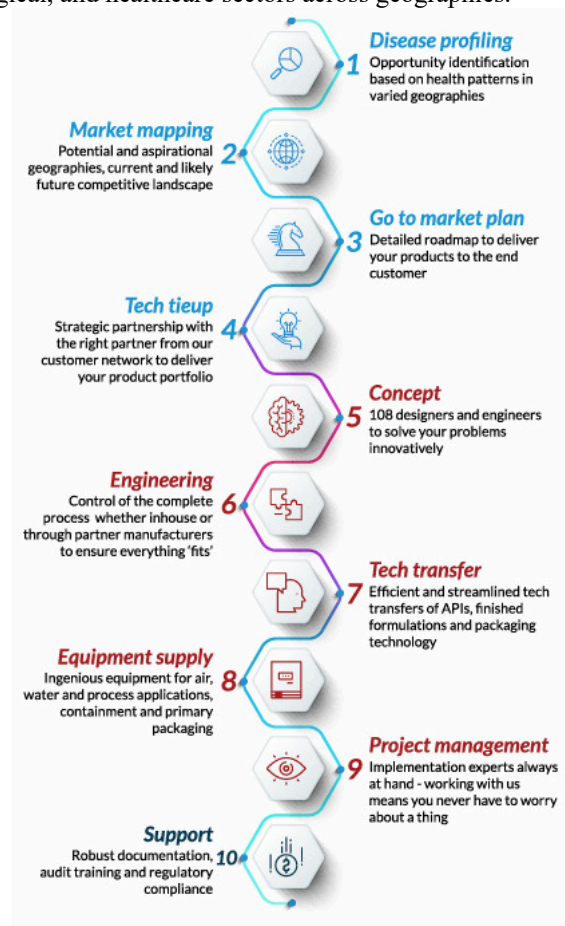 gical, and healthcare sectors across geographies.
Disease profiling
1
Opportunity identification
based on health patterns in
varied geographies
Market mapping
2
Potential and aspirational
geographies, current and likely
future competitive landscape
Go to market plan
3
Detailed roadmap to deliver
your products to the end
customer
Tech tieup
4
Strategic partnership with
the right partner from our
customer network to deliver
your product portfolio
Concept
5
108 designers and engineers
to solve your problems
innovatively
Engineering
6
Control of the complete
process whether inhouse or
through partner manufacturers
to ensure everything 'fits'
Tech transfer
7
Efficient and streamlined tech
transfers of APIs, finished
formulations and packaging
technology
Equipment supply
8
Ingenious equipment for air,
water and process applications,
containment and primary
packaging
Project management
9
Implementation experts always
at hand - working with us
means you never have to worry
about a thing
Support
10
Robust documentation,
audit training and regulatory
compliance